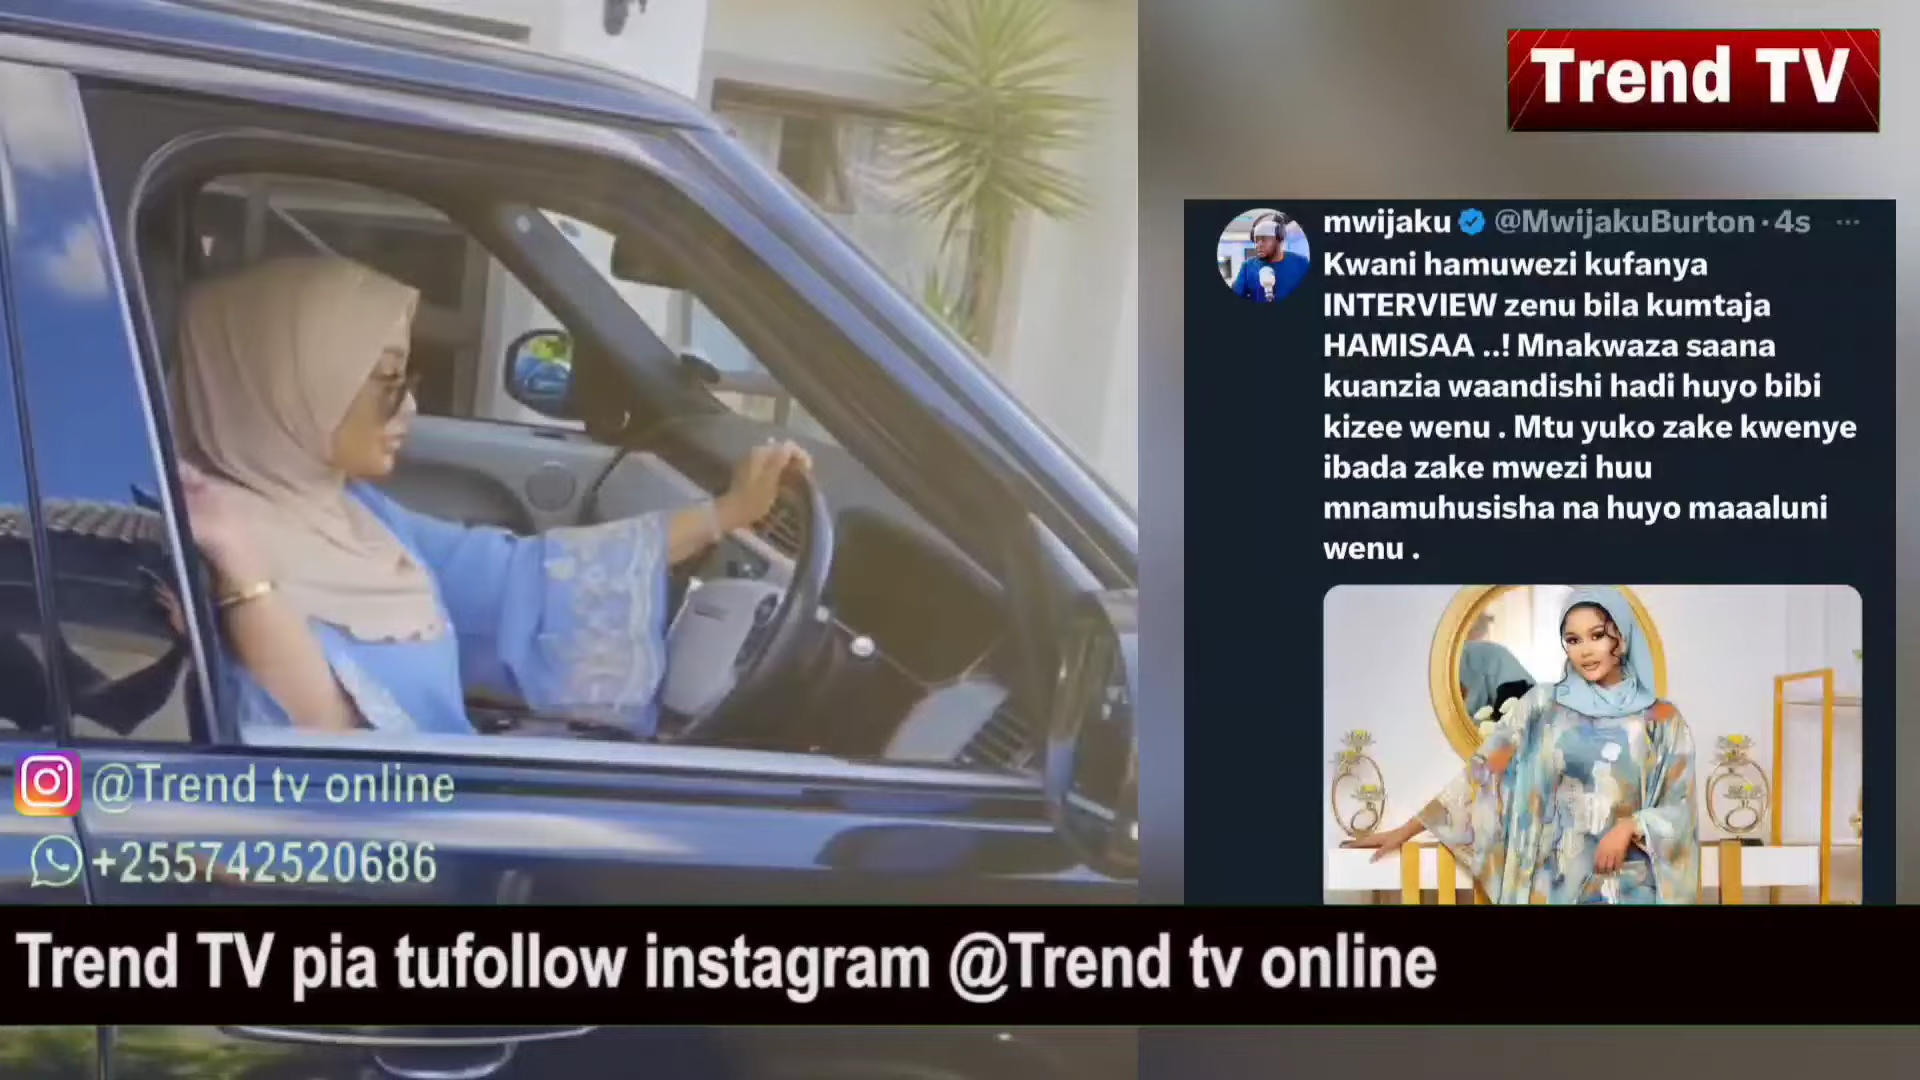 Trend TV
mwijaku @MwijakuBurton · 4s ...
Kwani hamuwezi kufanya
INTERVIEW zenu bila kumtaja
HAMISAA ..! Mnakwaza saana
kuanzia waandishi hadi huyo bibi
kizee wenu . Mtu yuko zake kwenye
ibada zake mwezi huu
mnamuhusisha na huyo maaaluni
wenu .
@Trend tv online
+255742520686
Trend TV pia tufollow instagram @Trend tv online